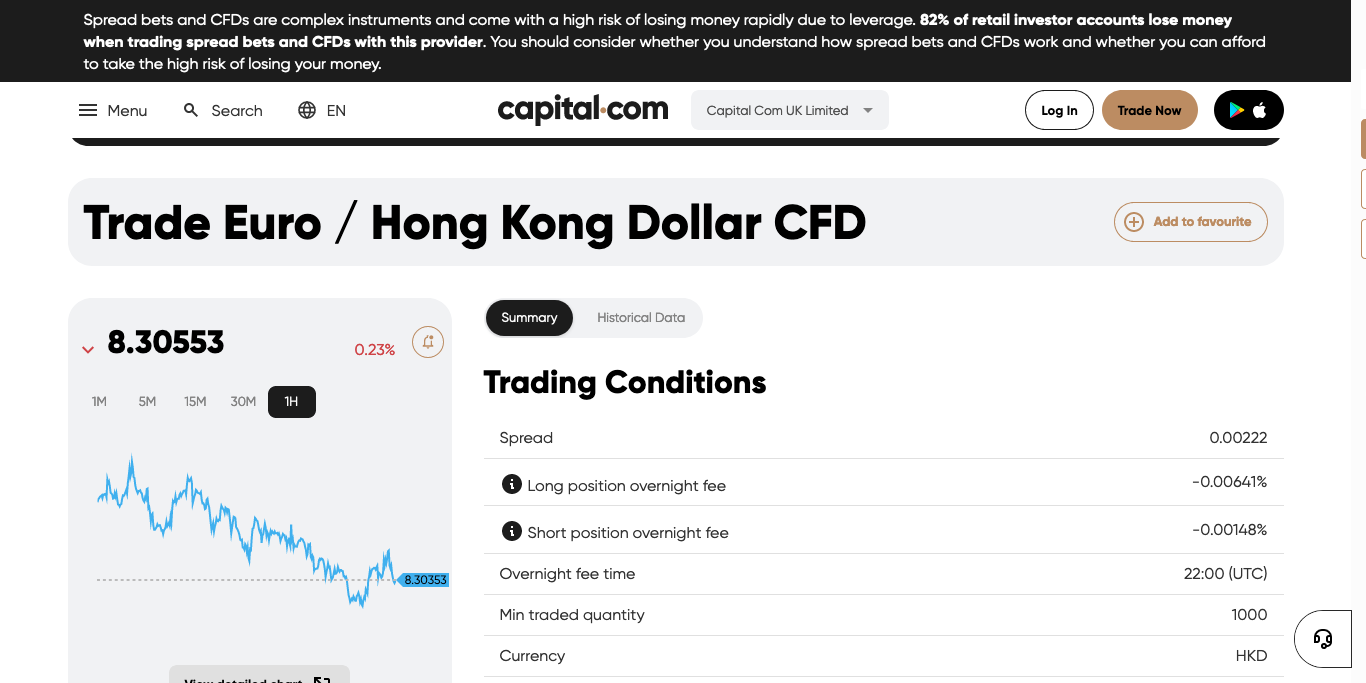 Spread bets and CFDs are complex instruments and come with a high risk of losing money rapidly due to leverage. 82% of retail investor accounts lose money
when trading spread bets and CFDs with this provider. You should consider whether you understand how spread bets and CFDs work and whether you can afford
to take the high risk of losing your money.
Menu Search EN capital.com Capital Com UK Limited Log In Trade Now
Trade Euro / Hong Kong Dollar CFD Add to favourite
8.30553 0.23%
1M 5M 15M 30M 1H
8.30353
View detailed chart
Summary Historical Data
Trading Conditions
Spread 0.00222
Long position overnight fee -0.00641%
Short position overnight fee -0.00148%
Overnight fee time 22:00 (UTC)
Min traded quantity 1000
Currency HKD